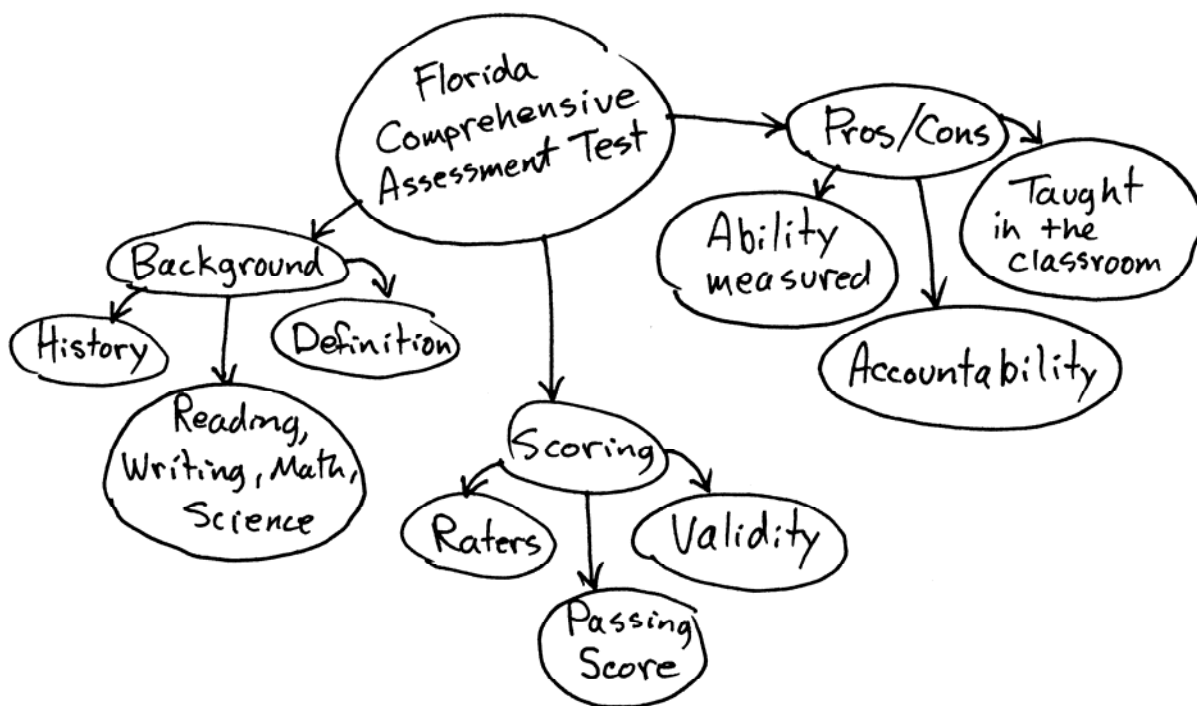 Florida
Comprehensive
Assessment Test
Pros/Cons
Ability
measured
Taught
in the
classroom
Accountability
Background
History
Definition
Reading,
Writing, Math,
Science
Scoring
Raters
Validity
Passing
Score